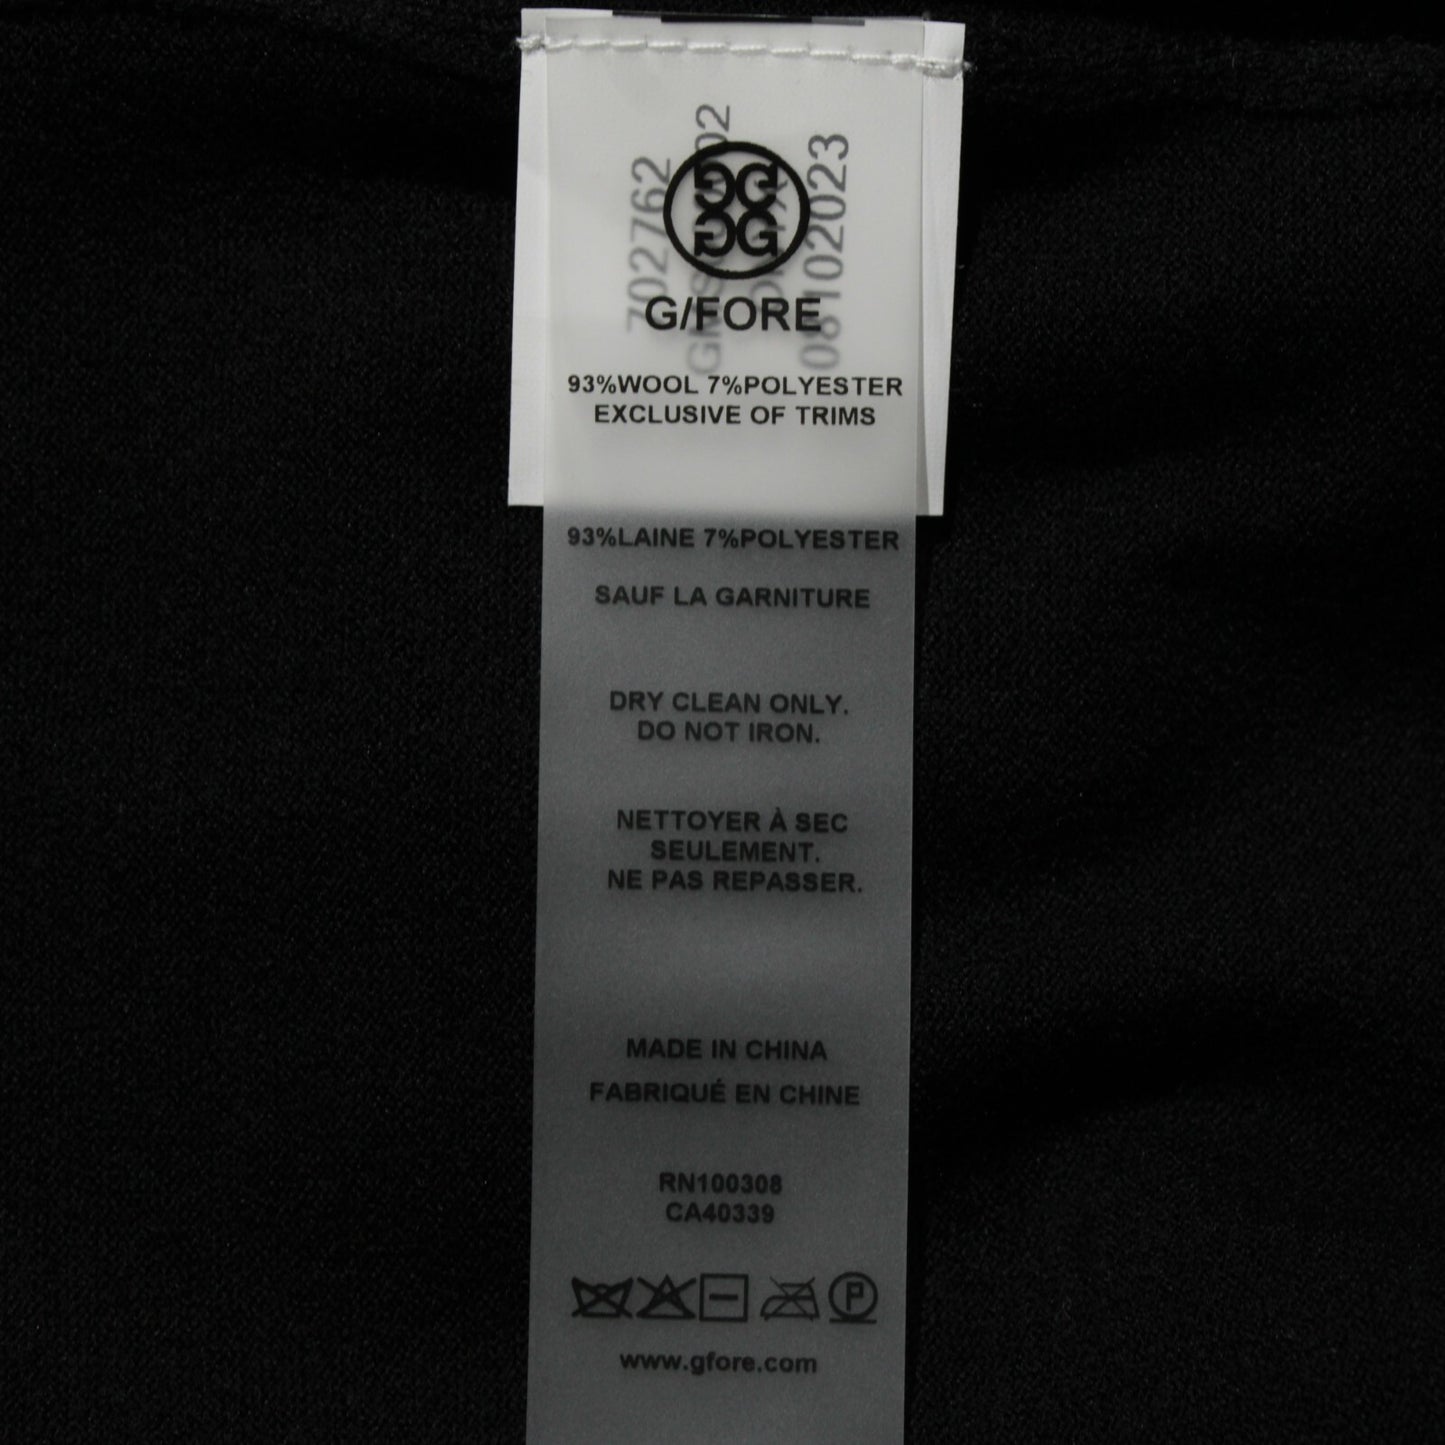 702762
08102023
G/FORE
93%WOOL 7%POLYESTER
EXCLUSIVE OF TRIMS
93%LAINE 7%POLYESTER
SAUF LA GARNITURE
DRY CLEAN ONLY.
DO NOT IRON.
NETTOYER À SEC
SEULEMENT.
NE PAS REPASSER.
MADE IN CHINA
FABRIQUÉ EN CHINE
RN100308
CA40339
P
www.gfore.com